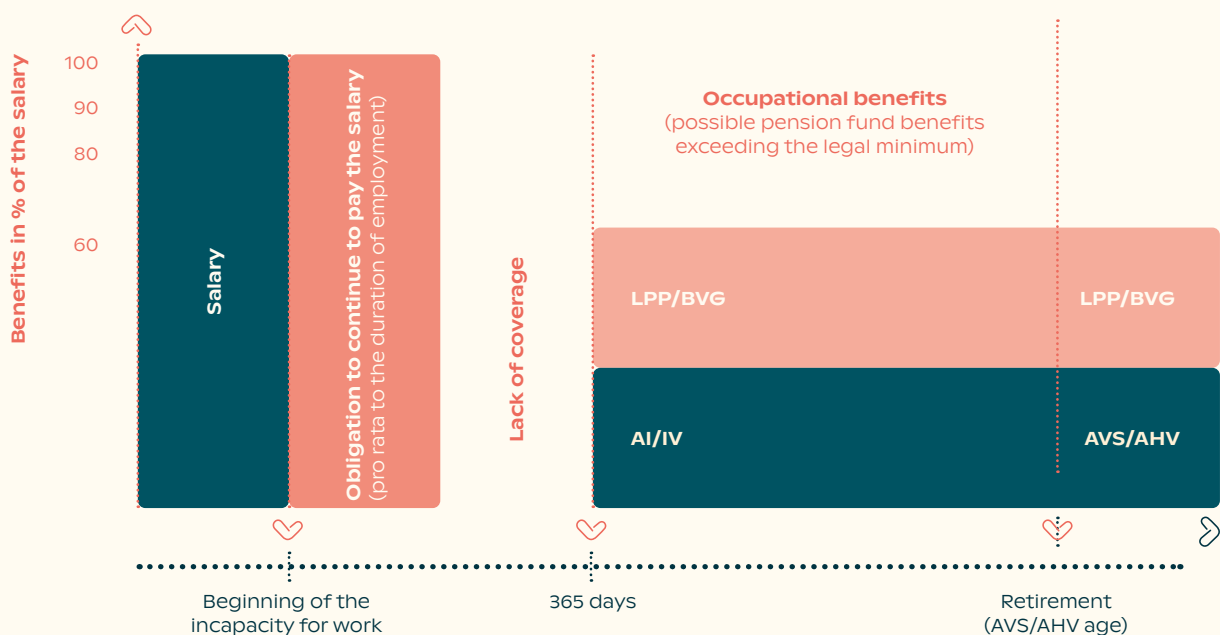 Benefits in % of the salary
100
90
80
60
Salary
Obligation to continue to pay the salary
(pro rata to the duration of employment)
Lack of coverage
Occupational benefits
(possible pension fund benefits
exceeding the legal minimum)
LPP/BVG
LPP/BVG
AI/IV
AVS/AHV
Beginning of the
incapacity for work
365 days
Retirement
(AVS/AHV age)